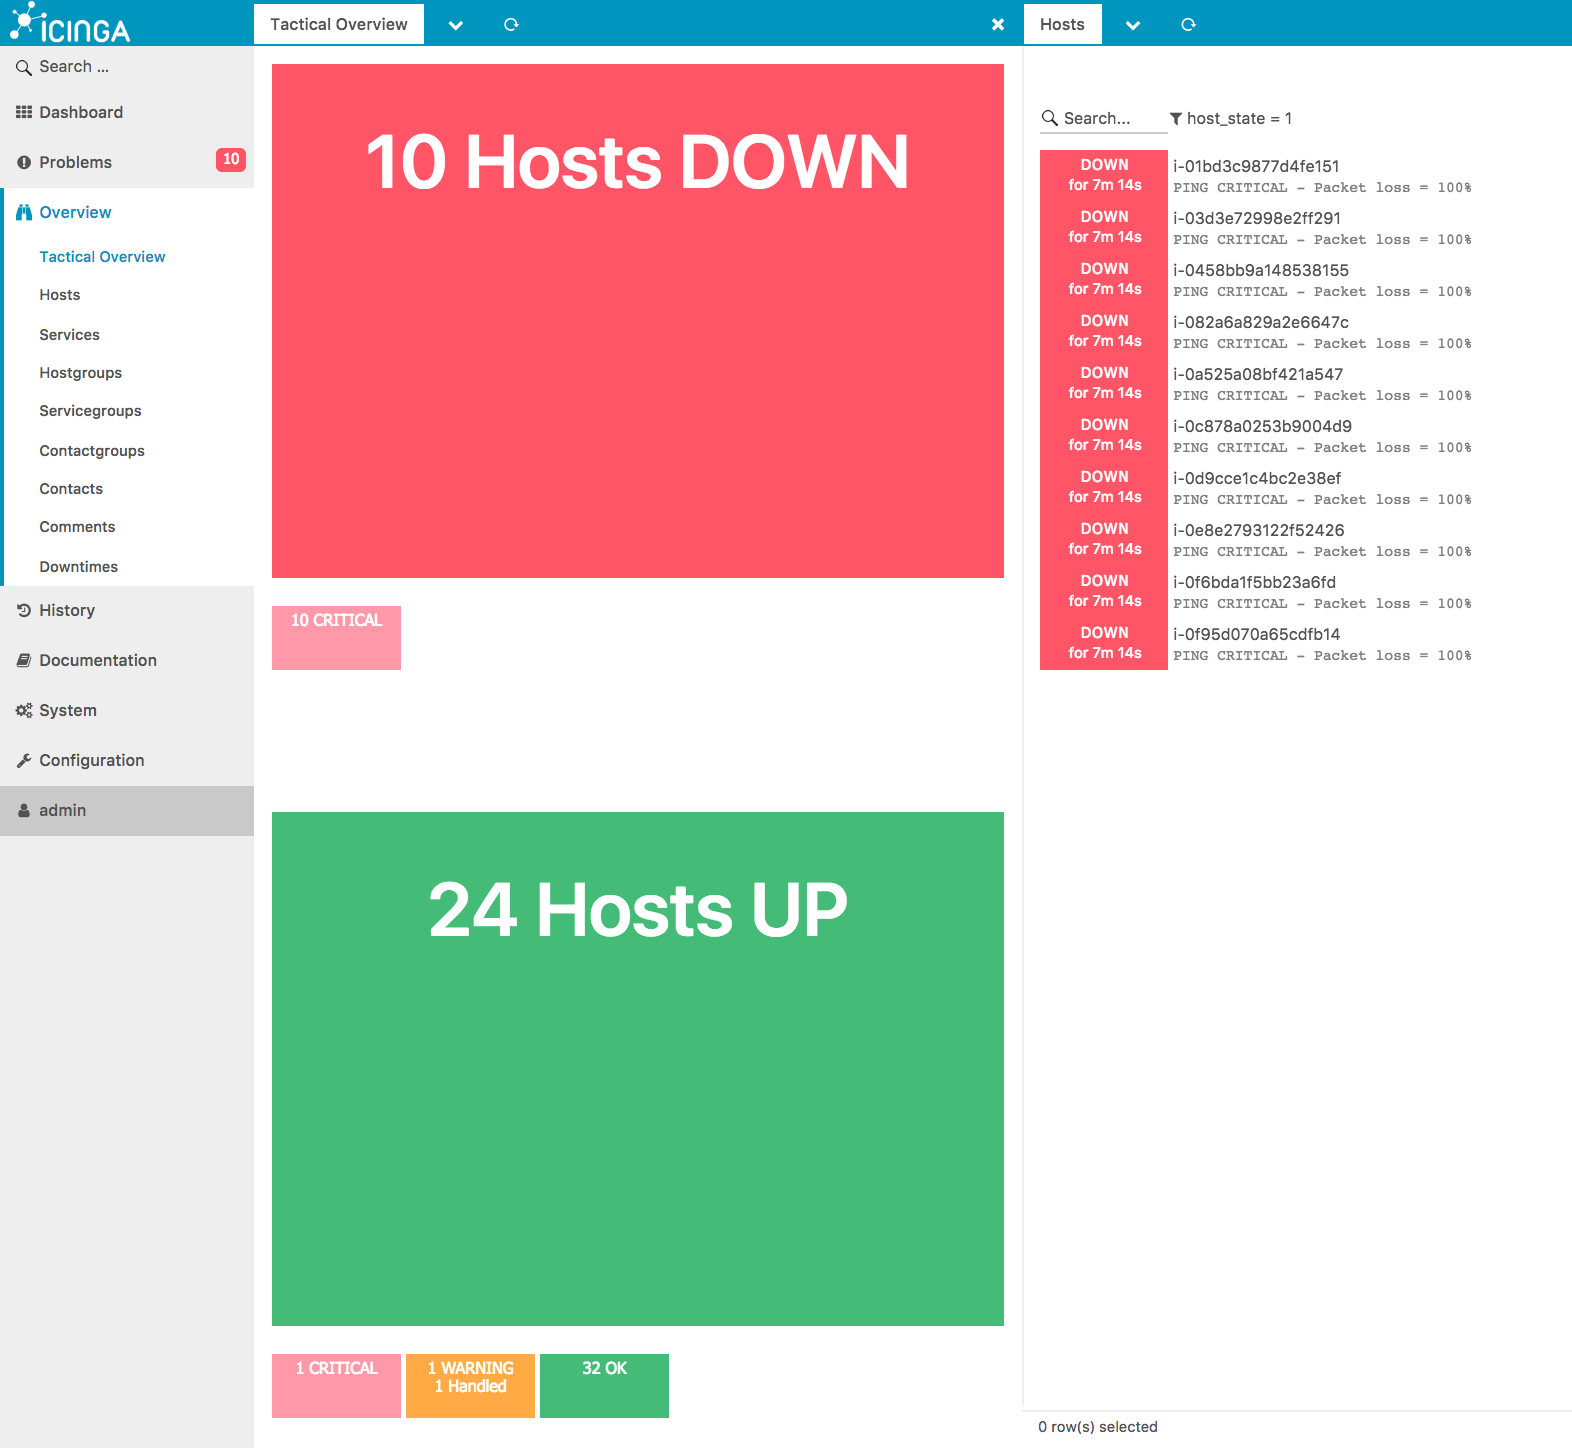 ICINGA
Tactical Overview
Hosts
Search ...
Dashboard
Problems
10
Overview
Tactical Overview
Hosts
Services
Hostgroups
Servicegroups
Contactgroups
Contacts
Comments
Downtimes
History
Documentation
System
Configuration
admin
10 Hosts DOWN
10 CRITICAL
24 Hosts UP
1 CRITICAL
1 WARNING
1 Handled
32 OK
Search...
host_state = 1
DOWN
for 7m 14s
i-01bd3c9877d4fe151
PING CRITICAL - Packet loss = 100%
DOWN
for 7m 14s
i-03d3e72998e2ff291
PING CRITICAL - Packet loss = 100%
DOWN
for 7m 14s
i-0458bb9a148538155
PING CRITICAL - Packet loss = 100%
DOWN
for 7m 14s
i-082a6a829a2e6647c
PING CRITICAL - Packet loss = 100%
DOWN
for 7m 14s
i-0a525a08bf421a547
PING CRITICAL - Packet loss = 100%
DOWN
for 7m 14s
i-0c878a0253b9004d9
PING CRITICAL - Packet loss = 100%
DOWN
for 7m 14s
i-0d9cce1c4bc2e38ef
PING CRITICAL - Packet loss = 100%
DOWN
for 7m 14s
i-0e8e2793122f52426
PING CRITICAL - Packet loss = 100%
DOWN
for 7m 14s
i-0f6bda1f5bb23a6fd
PING CRITICAL - Packet loss = 100%
DOWN
for 7m 14s
i-0f95d070a65cdfb14
PING CRITICAL - Packet loss = 100%
0 row(s) selected